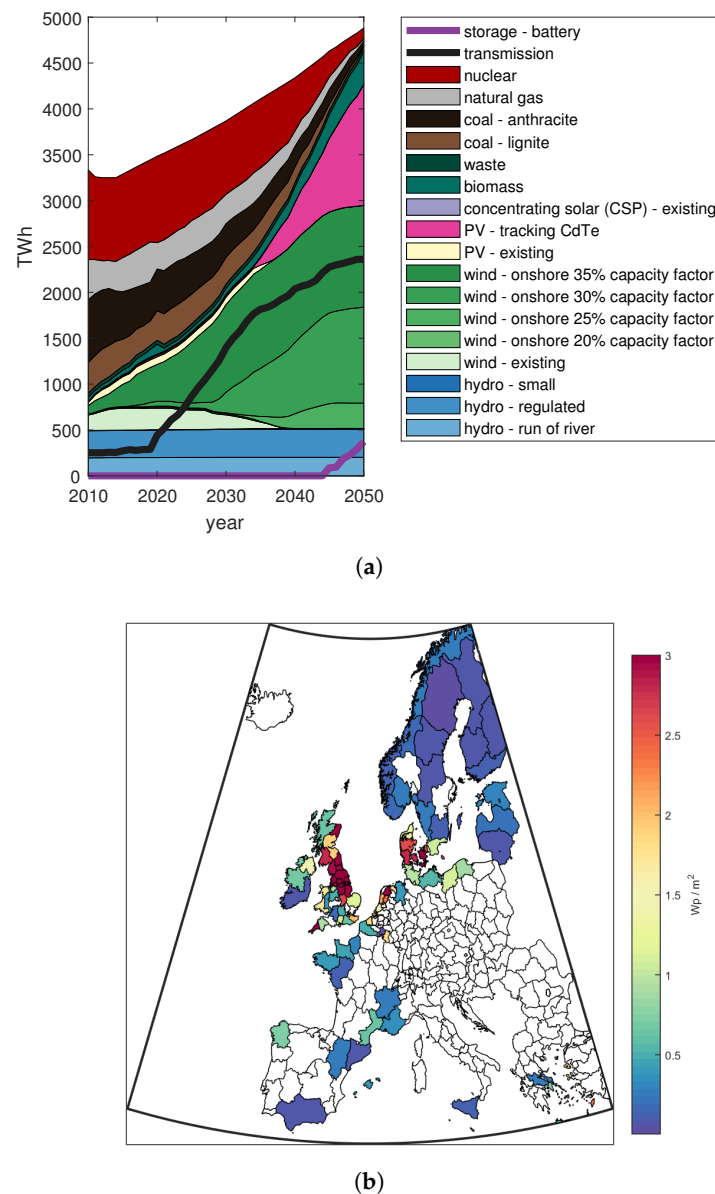 5000
4500
4000
3500
3000
2500
2000
1500
1000
500
0
TWh
2010 2020 2030 2040 2050
year
storage - battery
transmission
nuclear
natural gas
coal - anthracite
coal - lignite
waste
biomass
concentrating solar (CSP) - existing
PV - tracking CdTe
PV - existing
wind - onshore 35% capacity factor
wind - onshore 30% capacity factor
wind - onshore 25% capacity factor
wind - onshore 20% capacity factor
wind - existing
hydro - small
hydro - regulated
hydro - run of river
(a)
3
2.5
2
1.5
1
0.5
Wp / m²
0
(b)